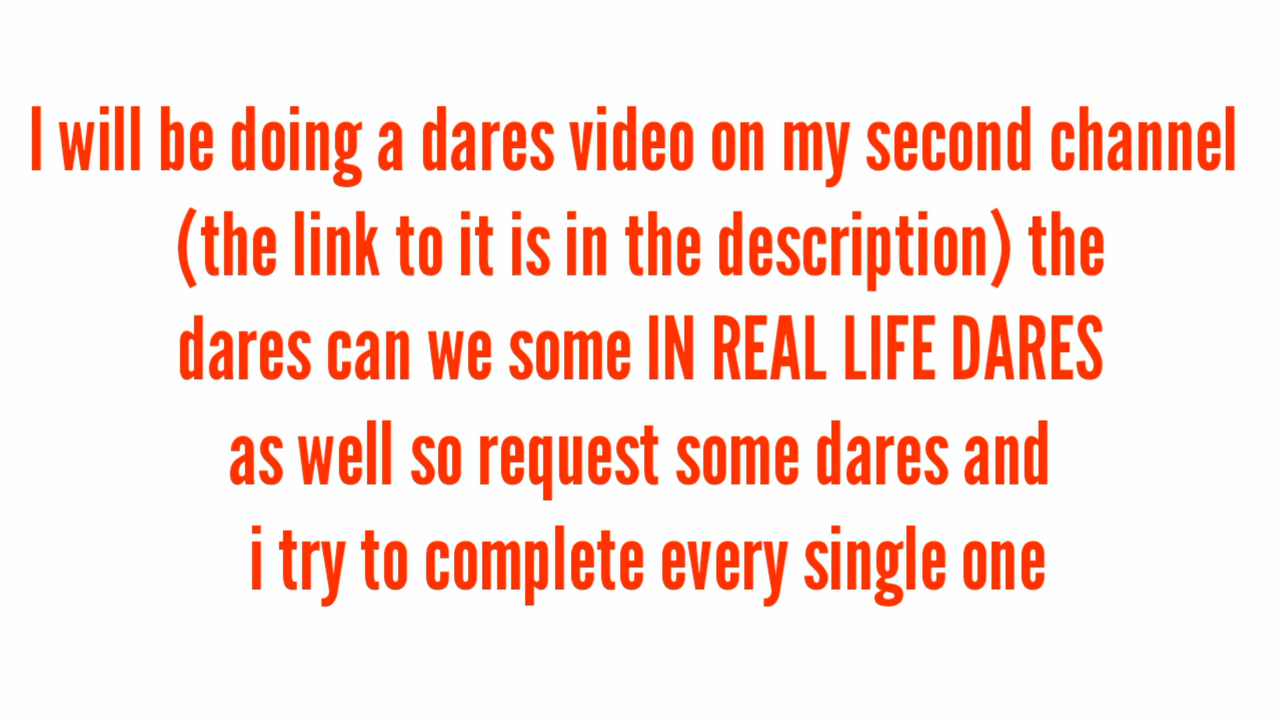 I will be doing a dares video on my second channel
(the link to it is in the description) the
dares can we some IN REAL LIFE DARES
as well so request some dares and
i try to complete every single one